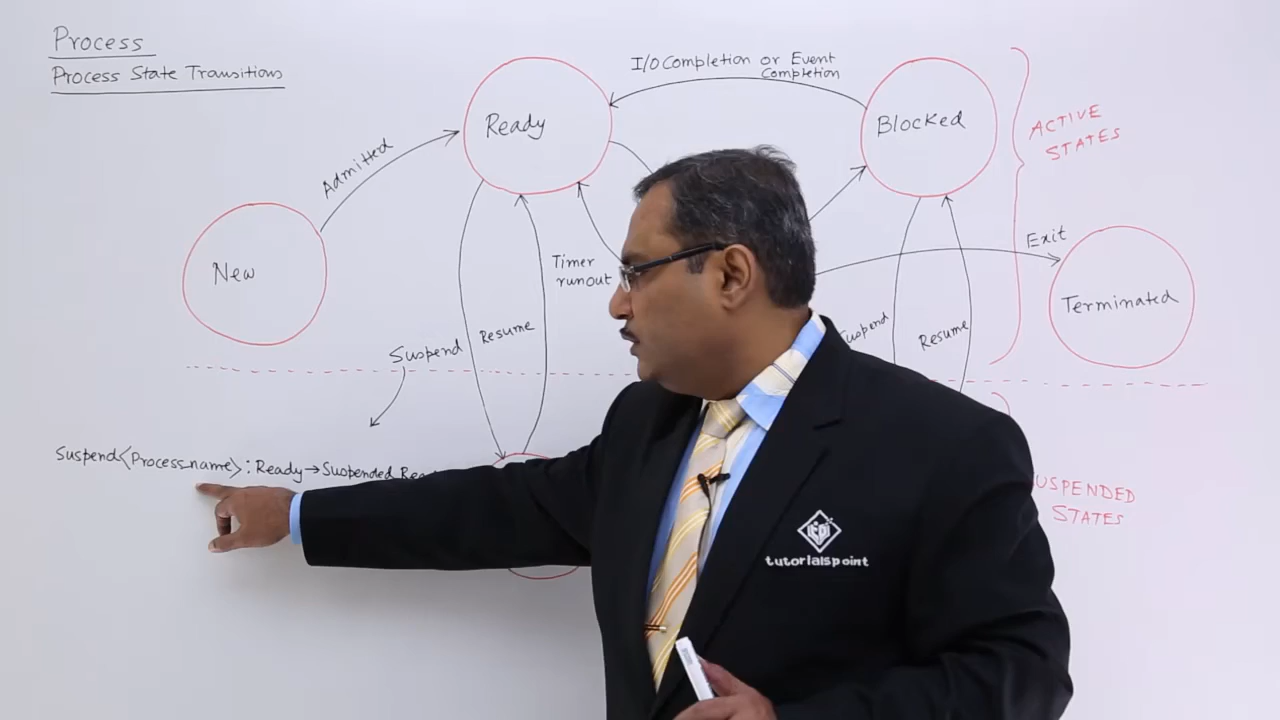 Process
Process State Transitions
I/O Completion or Event
Completion
Ready
Blocked
ACTIVE
STATES
Admitted
New
Timer
runout
Exit
Terminated
Suspend
Resume
Suspend
Resume
Suspend<Process_name>: Ready→Suspended
SUSPENDED
STATES
tutorialspoint